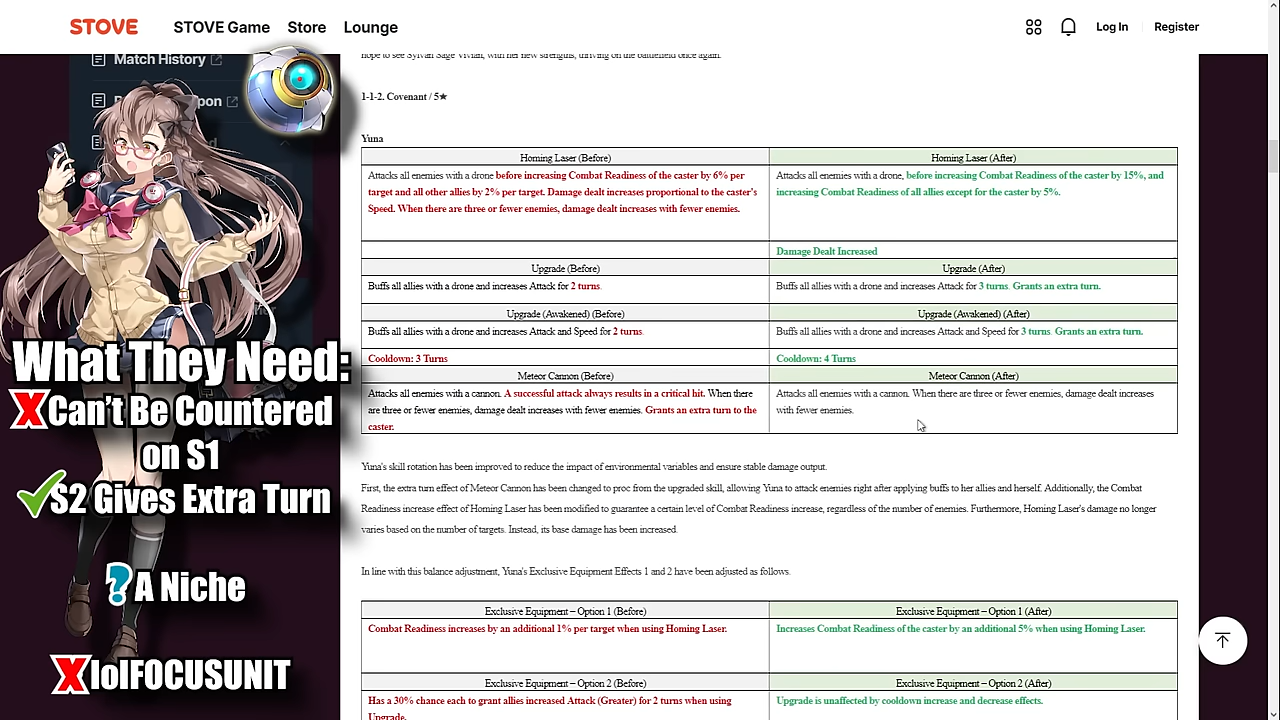 STOVE
STOVE Game
Store
Lounge
Log In
Register
Match History
hope to see Sylvan Sage Vivian, with her new strengths, thriving on the battlefield once again.
1-1-2. Covenant / 5★
Yuna
Homing Laser (Before)
Homing Laser (After)
Attacks all enemies with a drone before increasing Combat Readiness of the caster by 6% per
target and all other allies by 2% per target. Damage dealt increases proportional to the caster's
Speed. When there are three or fewer enemies, damage dealt increases with fewer enemies.
Attacks all enemies with a drone, before increasing Combat Readiness of the caster by 15%, and
increasing Combat Readiness of all allies except for the caster by 5%.
Damage Dealt Increased
Upgrade (Before)
Upgrade (After)
Buffs all allies with a drone and increases Attack for 2 turns.
Buffs all allies with a drone and increases Attack for 3 turns. Grants an extra turn.
Upgrade (Awakened) (Before)
Upgrade (Awakened) (After)
Buffs all allies with a drone and increases Attack and Speed for 2 turns.
Buffs all allies with a drone and increases Attack and Speed for 3 turns. Grants an extra turn.
Cooldown: 3 Turns
Cooldown: 4 Turns
Meteor Cannon (Before)
Meteor Cannon (After)
Attacks all enemies with a cannon. A successful attack always results in a critical hit. When there
are three or fewer enemies, damage dealt increases with fewer enemies. Grants an extra turn to the
caster.
Attacks all enemies with a cannon. When there are three or fewer enemies, damage dealt increases
with fewer enemies.
Yuna's skill rotation has been improved to reduce the impact of environmental variables and ensure stable damage output.
First, the extra turn effect of Meteor Cannon has been changed to proc from the upgraded skill, allowing Yuna to attack enemies right after applying buffs to her allies and herself. Additionally, the Combat
Readiness increase effect of Homing Laser has been modified to guarantee a certain level of Combat Readiness increase, regardless of the number of enemies. Furthermore, Homing Laser's damage no longer
varies based on the number of targets. Instead, its base damage has been increased.
In line with this balance adjustment, Yuna's Exclusive Equipment Effects 1 and 2 have been adjusted as follows.
Exclusive Equipment – Option 1 (Before)
Exclusive Equipment – Option 1 (After)
Combat Readiness increases by an additional 1% per target when using Homing Laser.
Increases Combat Readiness of the caster by an additional 5% when using Homing Laser.
Exclusive Equipment – Option 2 (Before)
Exclusive Equipment – Option 2 (After)
Has a 30% chance each to grant allies increased Attack (Greater) for 2 turns when using
Upgrade.
Upgrade is unaffected by cooldown increase and decrease effects.
What They Need:
X Can't Be Countered
on S1
S2 Gives Extra Turn
? A Niche
X lolFOCUSUNIT